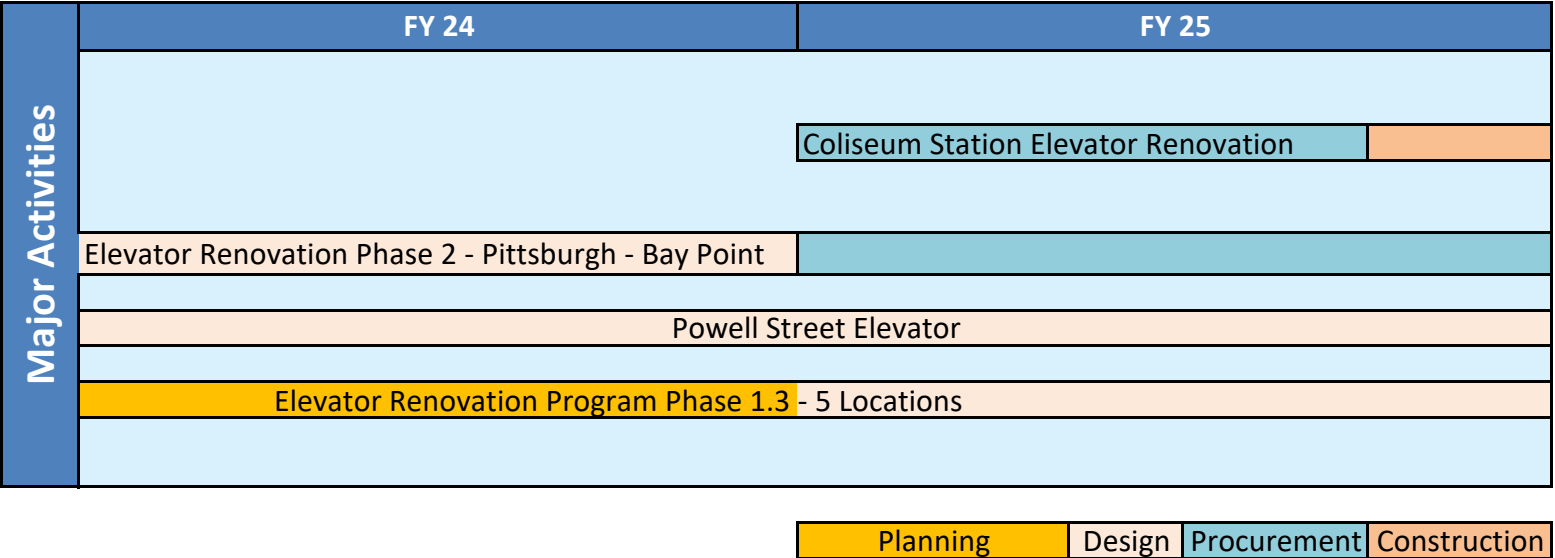 Major Activities
FY 24
FY 25
Coliseum Station Elevator Renovation
Elevator Renovation Phase 2 - Pittsburgh - Bay Point
Powell Street Elevator
Elevator Renovation Program Phase 1.3 - 5 Locations
Planning
Design
Procurement
Construction